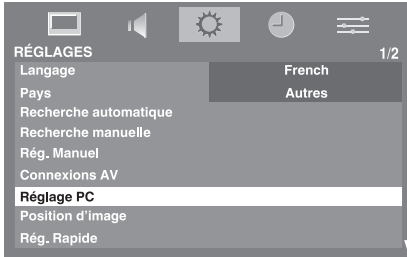 RÉGLAGES 1/2
Langage French
Pays Autres
Recherche automatique
Recherche manuelle
Rég. Manuel
Connexions AV
Réglage PC
Position d'image
Rég. Rapide